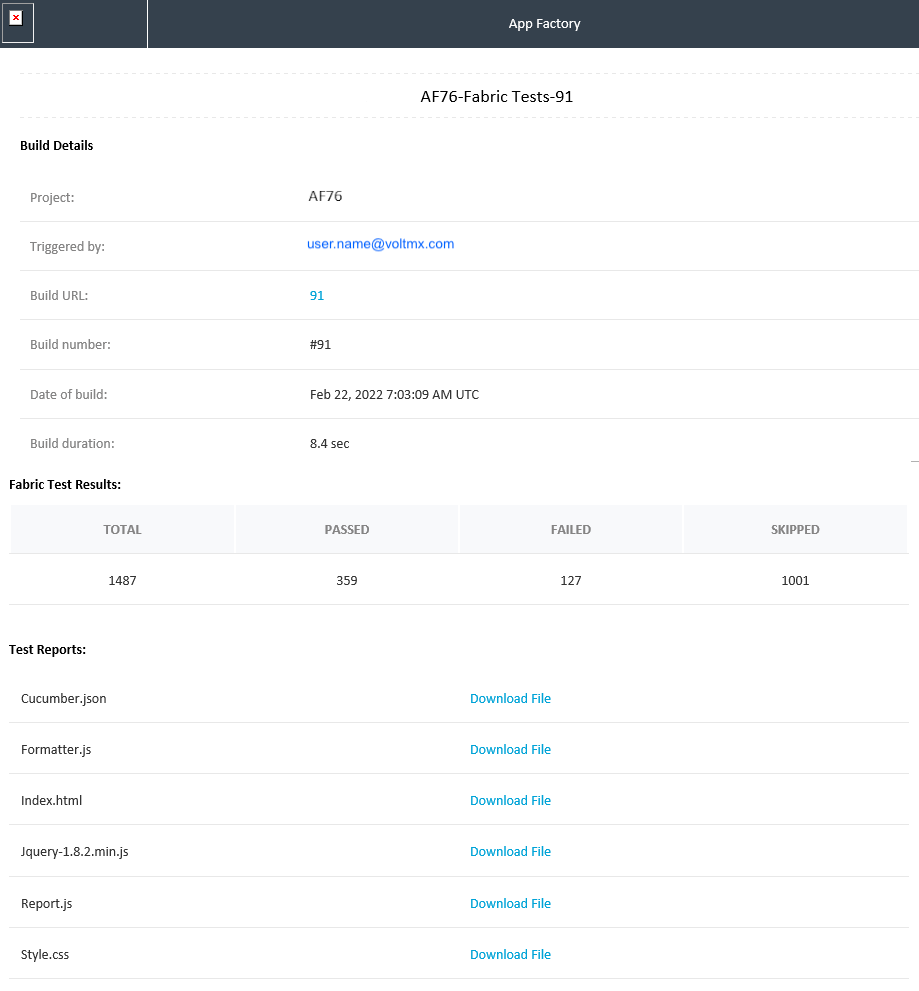 App Factory
AF76-Fabric Tests-91
Build Details
Project: AF76
Triggered by: user.name@voltmx.com
Build URL: 91
Build number: #91
Date of build: Feb 22, 2022 7:03:09 AM UTC
Build duration: 8.4 sec
Fabric Test Results:
TOTAL PASSED FAILED SKIPPED
1487 359 127 1001
Test Reports:
Cucumber.json Download File
Formatter.js Download File
Index.html Download File
Jquery-1.8.2.min.js Download File
Report.js Download File
Style.css Download File